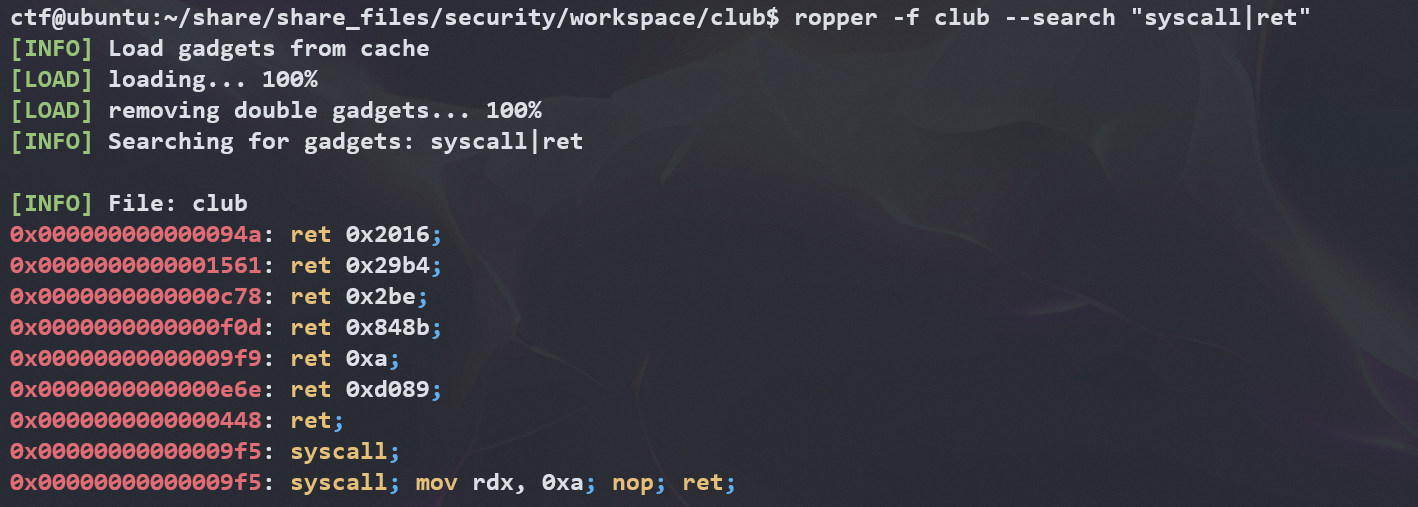 ctf@ubuntu:~/share/share_files/security/workspace/club$ ropper -f club --search "syscall|ret"
[INFO] Load gadgets from cache
[LOAD] loading... 100%
[LOAD] removing double gadgets... 100%
[INFO] Searching for gadgets: syscall|ret
[INFO] File: club
0x000000000000094a: ret 0x2016;
0x0000000000001561: ret 0x29b4;
0x0000000000000c78: ret 0x2be;
0x0000000000000f0d: ret 0x848b;
0x00000000000009f9: ret 0xa;
0x0000000000000e6e: ret 0xd089;
0x0000000000000448: ret;
0x00000000000009f5: syscall;
0x00000000000009f5: syscall; mov rdx, 0xa; nop; ret;